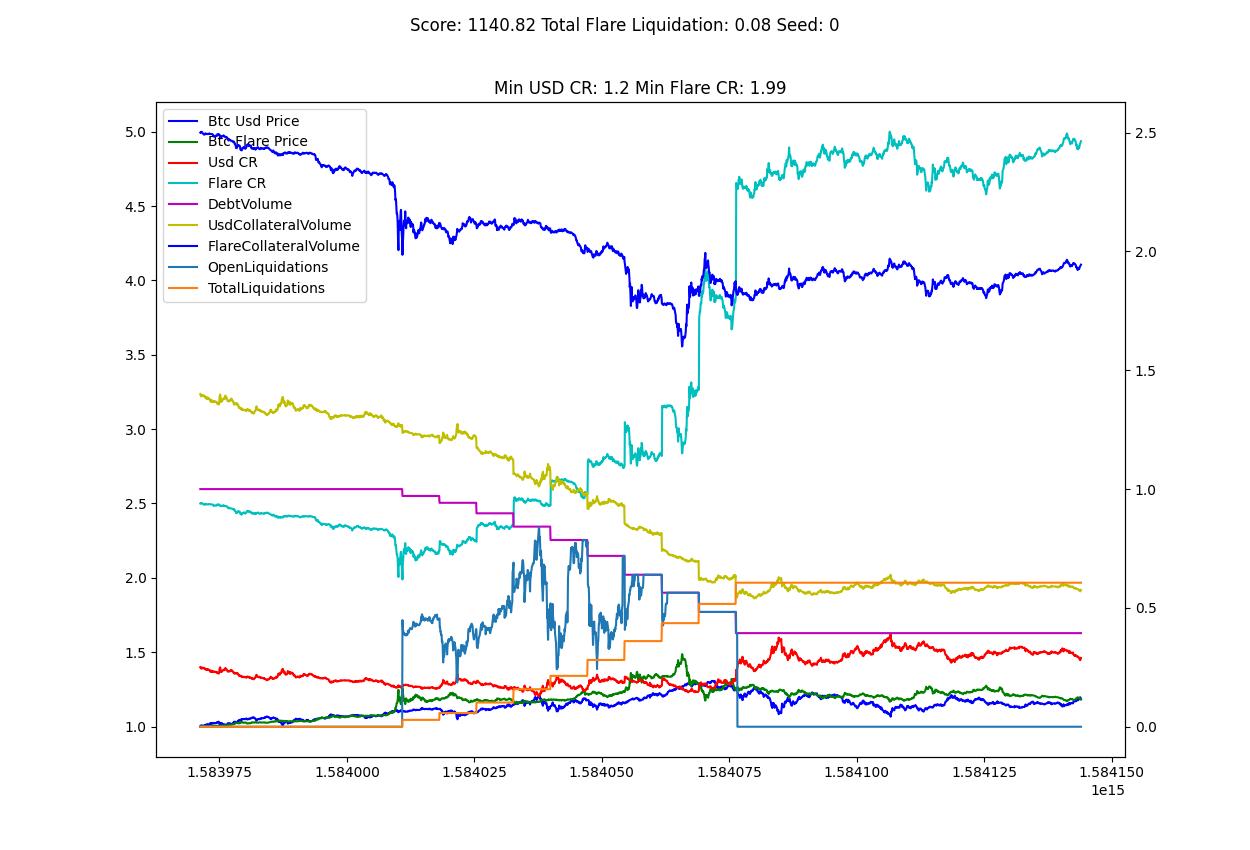 Score: 1140.82 Total Flare Liquidation: 0.08 Seed: 0
Min USD CR: 1.2 Min Flare CR: 1.99
Btc Usd Price
Btc Flare Price
Usd CR
Flare CR
DebtVolume
UsdCollateralVolume
FlareCollateralVolume
OpenLiquidations
TotalLiquidations
5.0
4.5
4.0
3.5
3.0
2.5
2.0
1.5
1.0
2.5
2.0
1.5
1.0
0.5
0.0
1.583975 1.584000 1.584025 1.584050 1.584075 1.584100 1.584125 1.584150
1e15